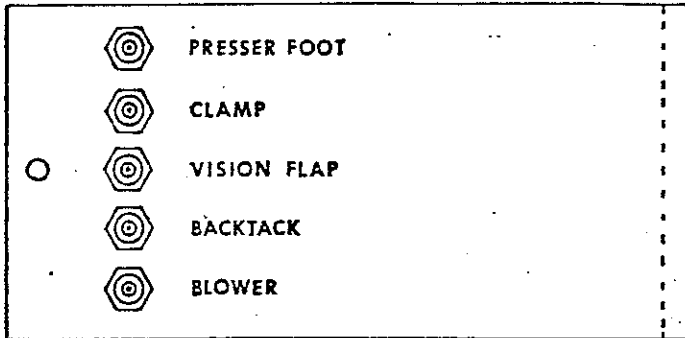 PRESSER FOOT
CLAMP
VISION FLAP
BACKTACK
BLOWER